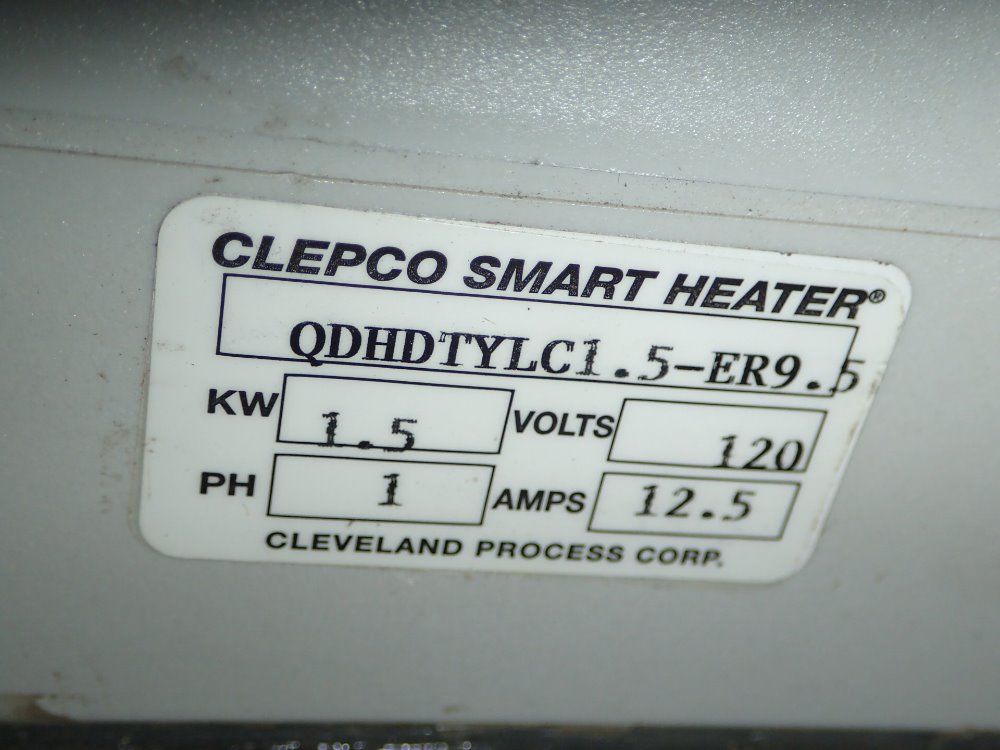 CLEPCO SMART HEATER®
QDHDTYLC1.5-ER9.5
KW 1.5 VOLTS 120
PH 1 AMPS 12.5
CLEVELAND PROCESS CORP.